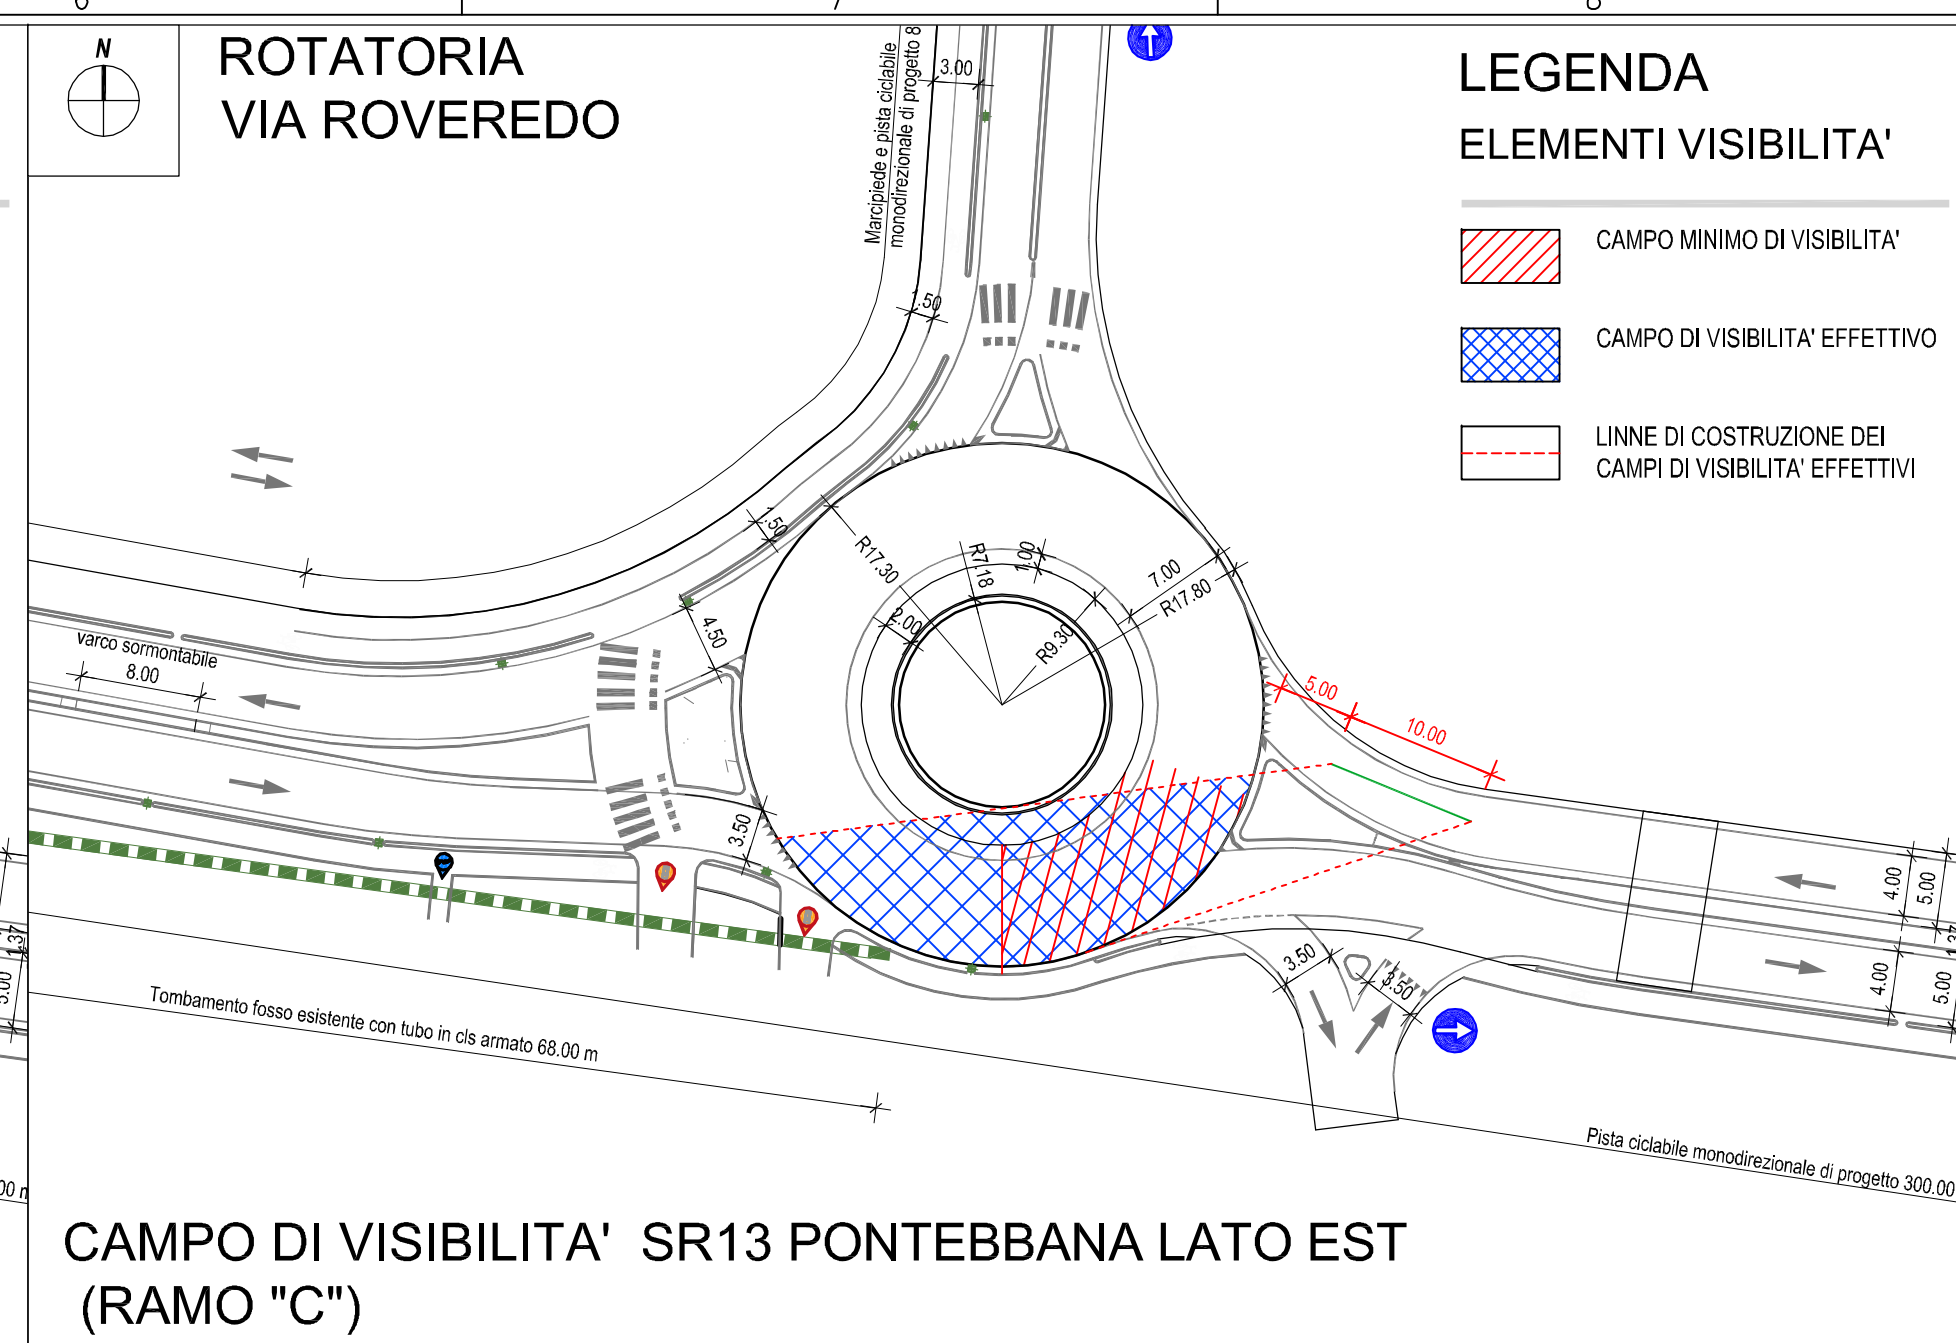 N
ROTATORIA
VIA ROVEREDO
Marcipiede e pista ciclabile
monodirezionale di progetto 8
3.00
1.50
1.50
4.50
R17.30
R7.18
1.00
2.00
R9.30
7.00
R17.80
5.00
10.00
varco sormontabile
8.00
3.50
3.50
3.50
4.00
5.00
4.00
5.00
1.37
5.00
Tombamento fosso esistente con tubo in cls armato 68.00 m
Pista ciclabile monodirezionale di progetto 300.00
LEGENDA
ELEMENTI VISIBILITA'
CAMPO MINIMO DI VISIBILITA'
CAMPO DI VISIBILITA' EFFETTIVO
LINNE DI COSTRUZIONE DEI
CAMPI DI VISIBILITA' EFFETTIVI
CAMPO DI VISIBILITA' SR13 PONTEBBANA LATO EST
(RAMO "C")